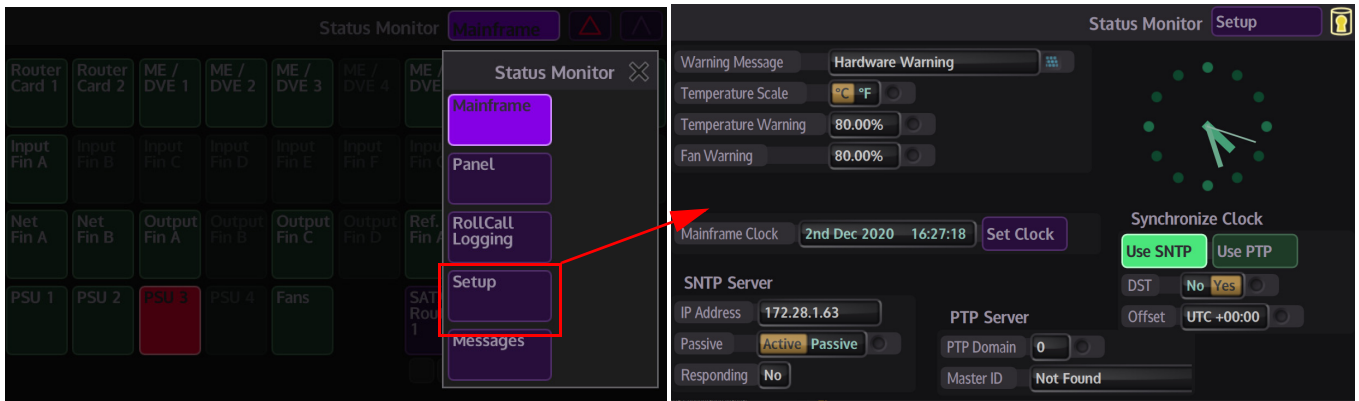 Status Monitor Mainframe
Router Card 1
Router Card 2
ME / DVE 1
ME / DVE 2
ME / DVE 3
ME / DVE 4
ME / DVE
Input Fin A
Input Fin B
Input Fin C
Input Fin D
Input Fin E
Input Fin F
Input Fin
Net Fin A
Net Fin B
Output Fin A
Output Fin B
Output Fin C
Output Fin D
Ref. Fin
PSU 1
PSU 2
PSU 3
PSU 4
Fans
SAT
Rou
1
Status Monitor
Mainframe
Panel
RollCall
Logging
Setup
Messages
Status Monitor Setup
Warning Message Hardware Warning
Temperature Scale °C °F
Temperature Warning 80.00%
Fan Warning 80.00%
Mainframe Clock 2nd Dec 2020 16:27:18 Set Clock
Synchronize Clock
Use SNTP Use PTP
DST No Yes
Offset UTC +00:00
SNTP Server
IP Address 172.28.1.63
Passive Active Passive
Responding No
PTP Server
PTP Domain 0
Master ID Not Found